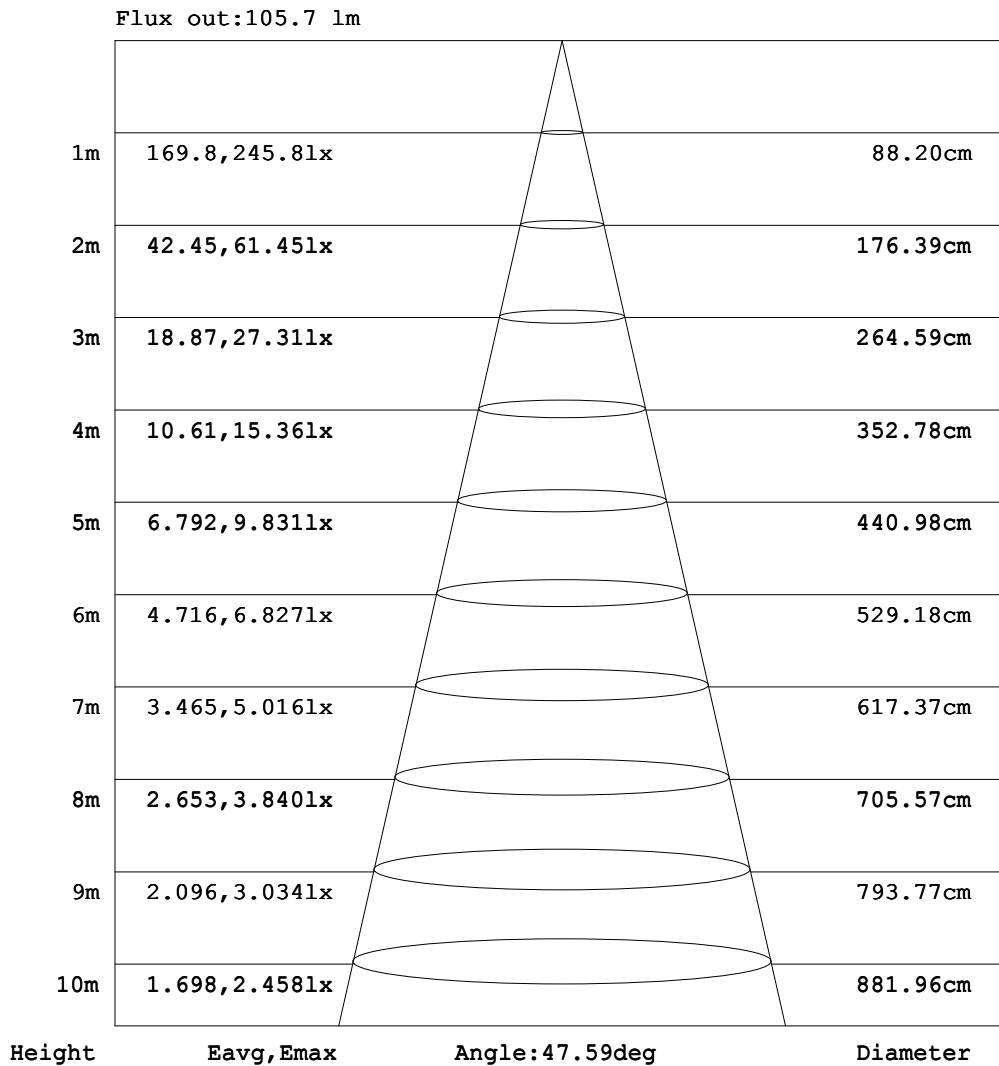 Flux out:105.7 lm
1m 169.8,245.8lx 88.20cm
2m 42.45,61.45lx 176.39cm
3m 18.87,27.31lx 264.59cm
4m 10.61,15.36lx 352.78cm
5m 6.792,9.831lx 440.98cm
6m 4.716,6.827lx 529.18cm
7m 3.465,5.016lx 617.37cm
8m 2.653,3.840lx 705.57cm
9m 2.096,3.034lx 793.77cm
10m 1.698,2.458lx 881.96cm
Height Eavg,Emax Angle:47.59deg Diameter